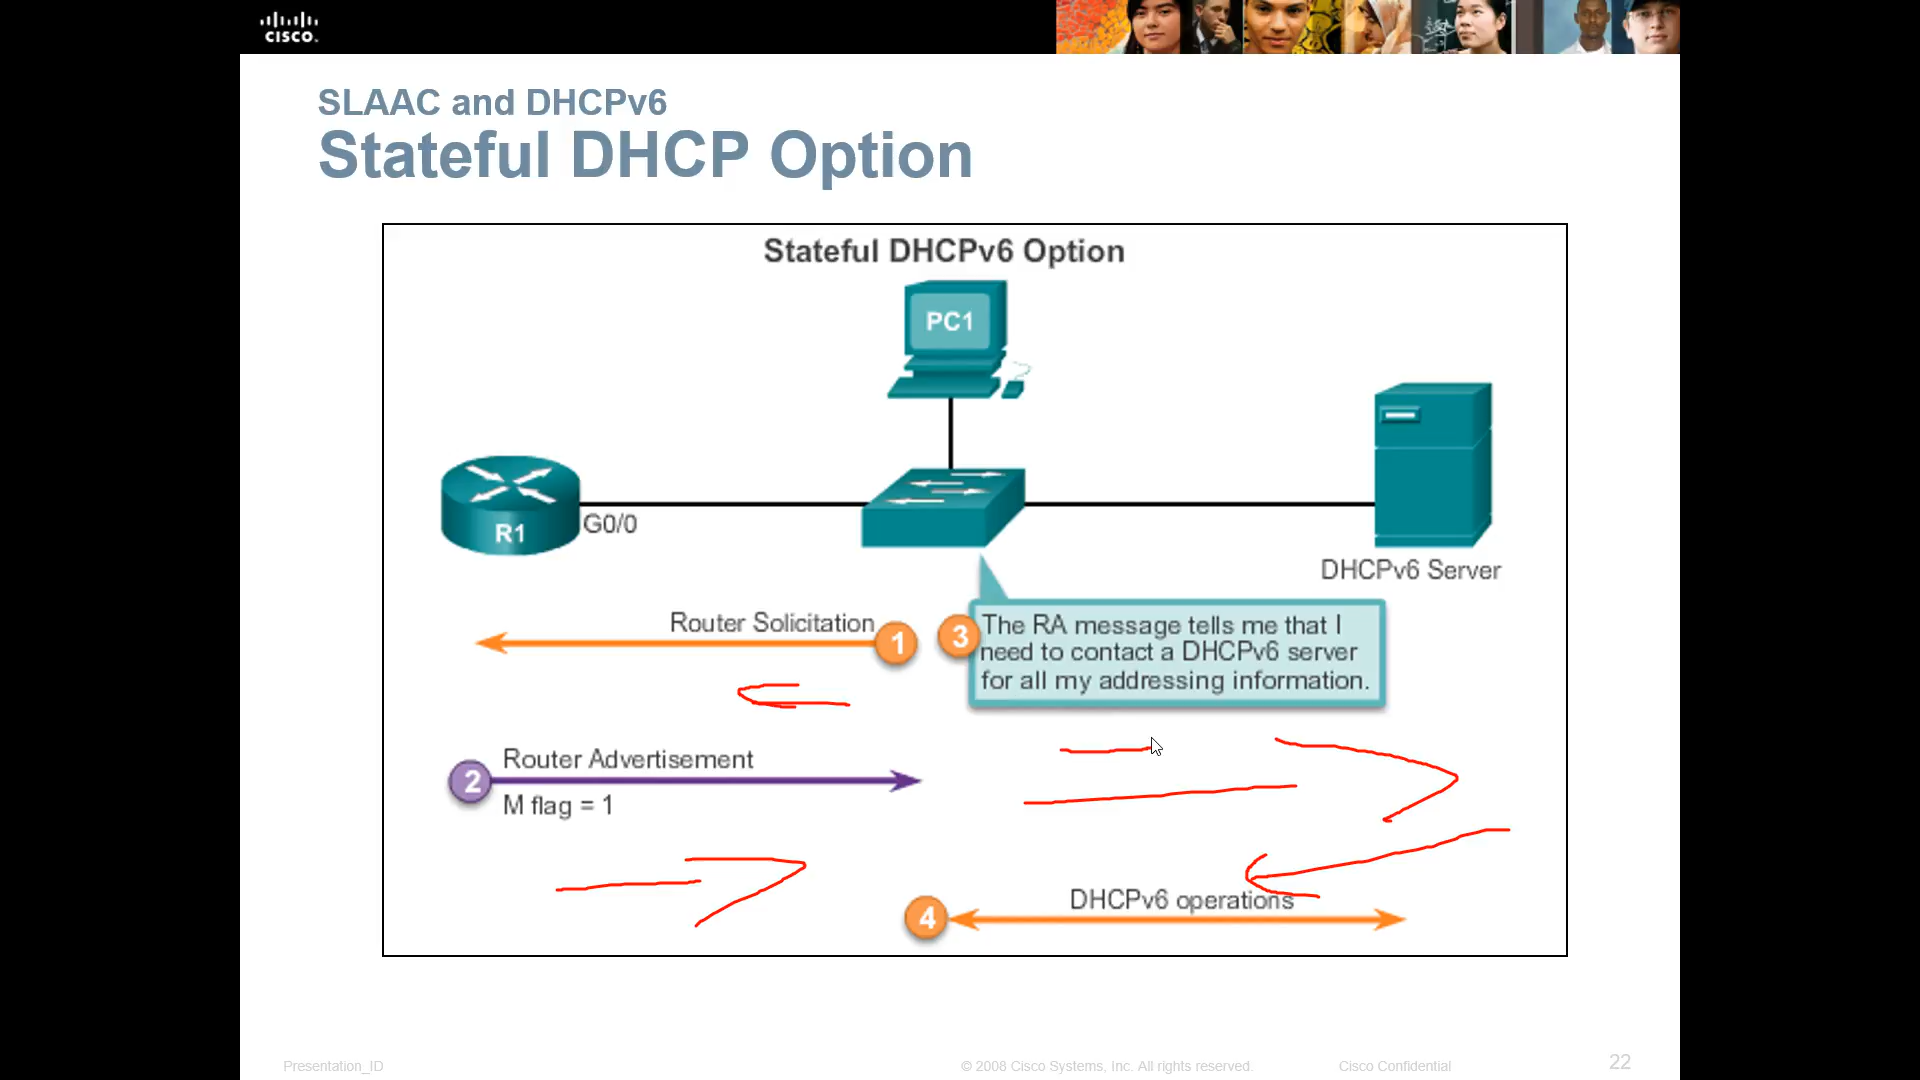 CISCO.
SLAAC and DHCPv6
Stateful DHCP Option
Stateful DHCPv6 Option
PC1
R1
G0/0
DHCPv6 Server
Router Solicitation
1
3
The RA message tells me that I
need to contact a DHCPv6 server
for all my addressing information.
2
Router Advertisement
M flag = 1
4
DHCPv6 operations
Presentation_ID
© 2008 Cisco Systems, Inc. All rights reserved.
Cisco Confidential
22